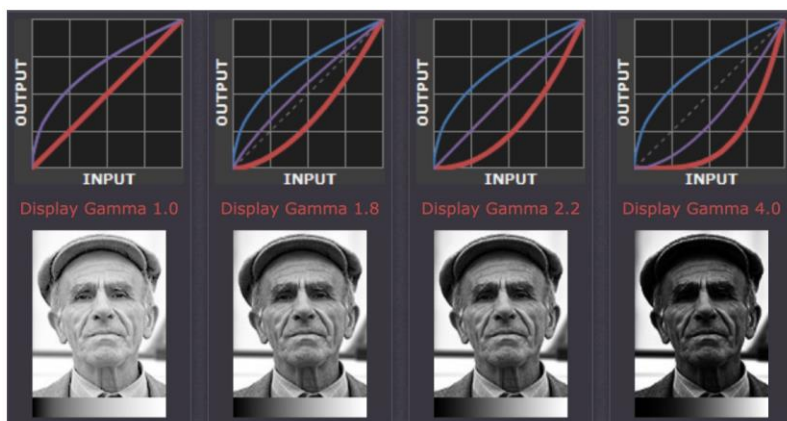 OUTPUT
INPUT
Display Gamma 1.0
OUTPUT
INPUT
Display Gamma 1.8
OUTPUT
INPUT
Display Gamma 2.2
OUTPUT
INPUT
Display Gamma 4.0